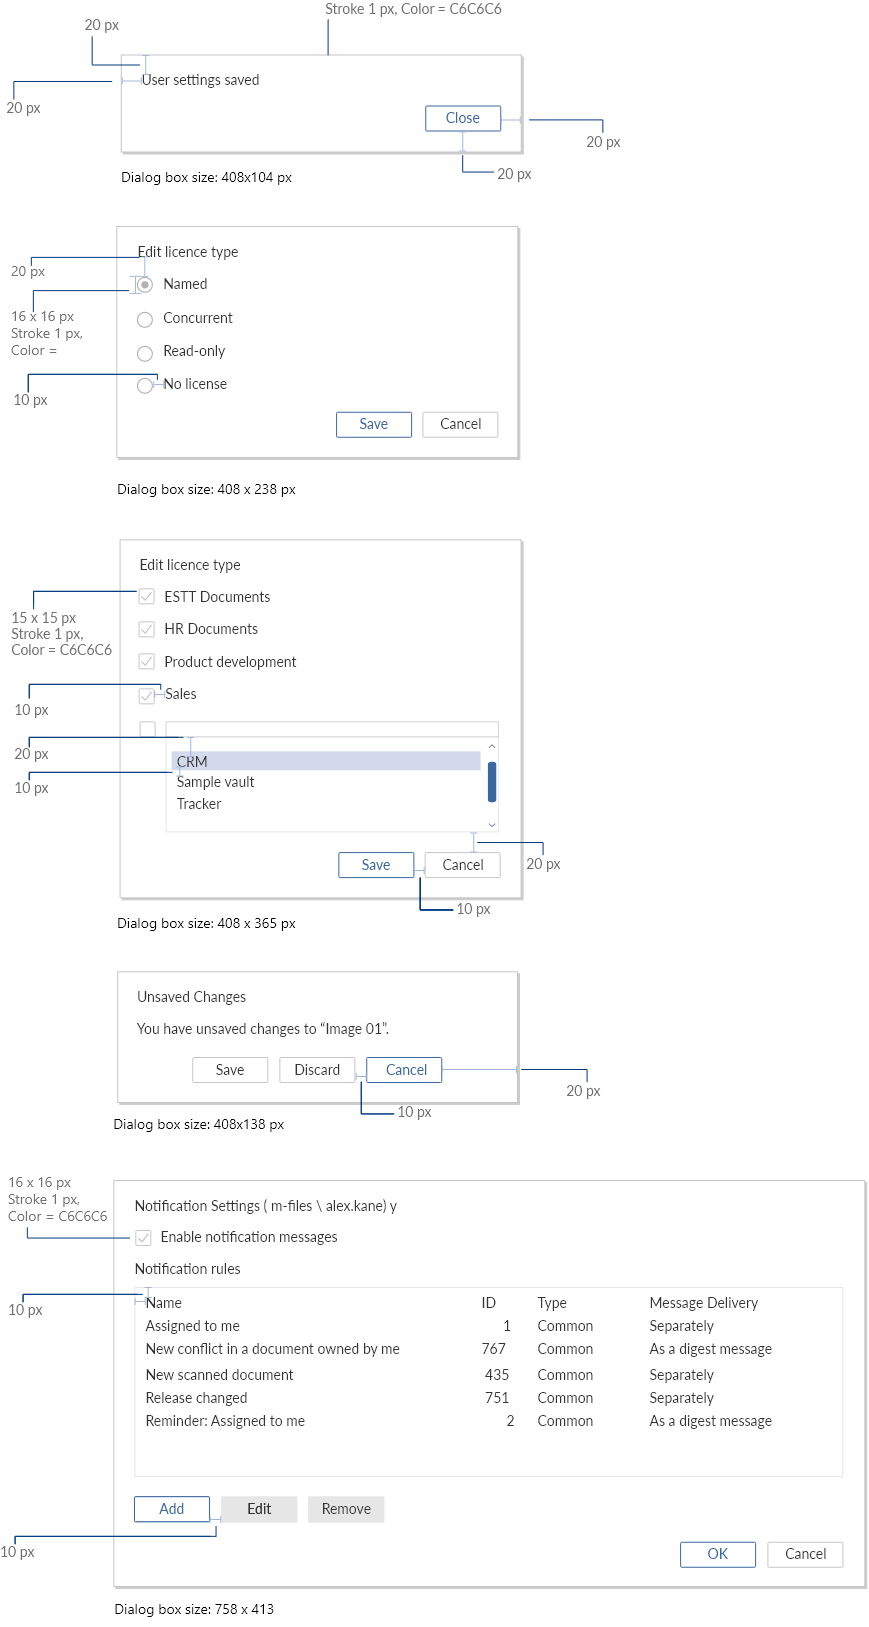 Stroke 1 px, Color = C6C6C6
20 px
User settings saved
20 px
Close
20 px
20 px
Dialog box size: 408x104 px
Edit licence type
20 px
Named
16 x 16 px
Stroke 1 px,
Color =
Concurrent
Read-only
No license
10 px
Save Cancel
Dialog box size: 408 x 238 px
Edit licence type
ESTT Documents
15 x 15 px
Stroke 1 px,
Color = C6C6C6
HR Documents
Product development
Sales
10 px
20 px
CRM
Sample vault
10 px
Tracker
Save Cancel
20 px
10 px
Dialog box size: 408 x 365 px
Unsaved Changes
You have unsaved changes to “Image 01”.
Save Discard Cancel
20 px
10 px
Dialog box size: 408x138 px
16 x 16 px
Stroke 1 px,
Color = C6C6C6
Notification Settings ( m-files \ alex.kane) y
Enable notification messages
Notification rules
10 px
Name ID Type Message Delivery
Assigned to me 1 Common Separately
New conflict in a document owned by me 767 Common As a digest message
New scanned document 435 Common Separately
Release changed 751 Common Separately
Reminder: Assigned to me 2 Common As a digest message
Add Edit Remove
10 px
OK Cancel
Dialog box size: 758 x 413